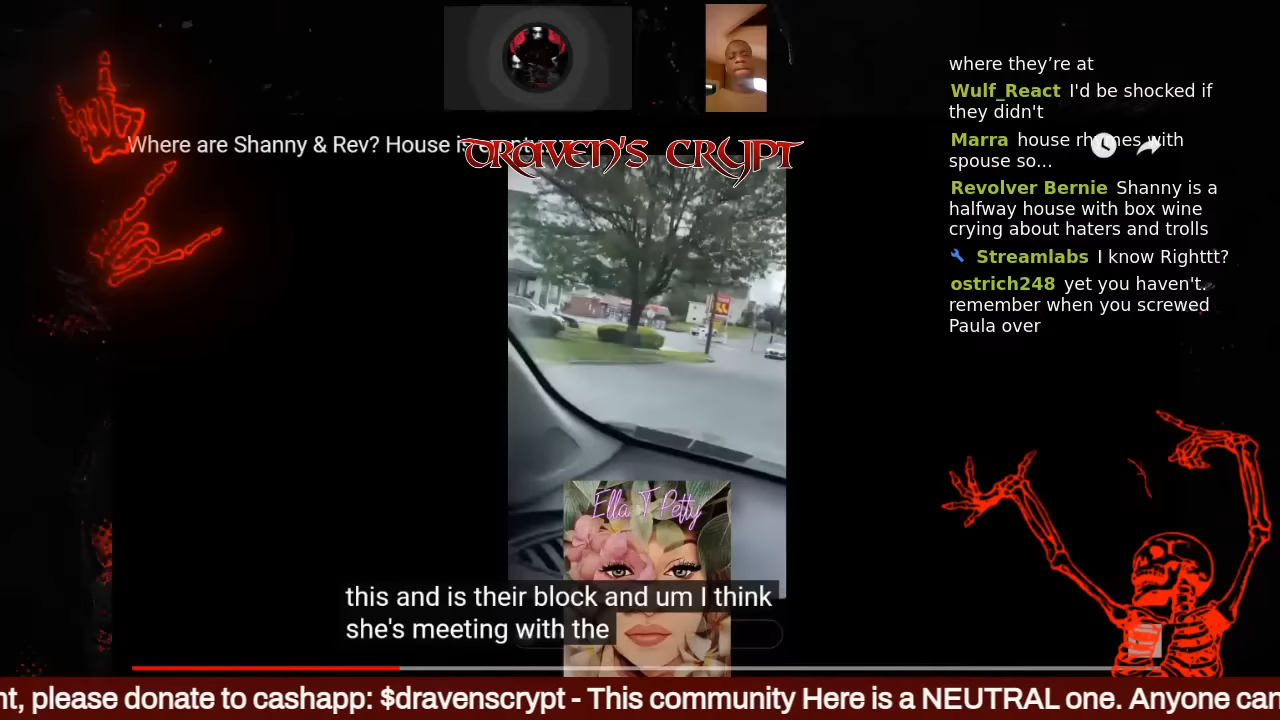 where they're at
Wulf_React I'd be shocked if
they didn't
Marra house rhymes with
spouse so...
Revolver Bernie Shanny is a
halfway house with box wine
crying about haters and trolls
Streamlabs I know Righttt?
ostrich248 yet you haven't.
remember when you screwed
Paula over
Where are Shanny & Rev? House is
DRAVEN'S CRYPT
Ella T Petty
this and is their block and um I think
she's meeting with the
nt, please donate to cashapp: $dravenscrypt - This community Here is a NEUTRAL one. Anyone can